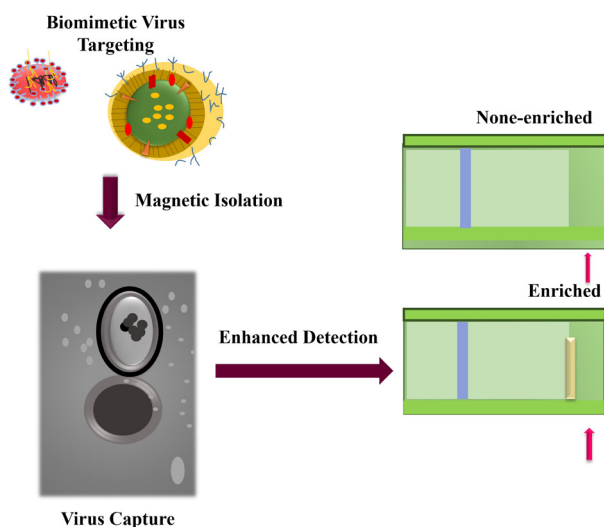 Biomimetic Virus
Targeting
Magnetic Isolation
None-enriched
Enriched
Enhanced Detection
Virus Capture